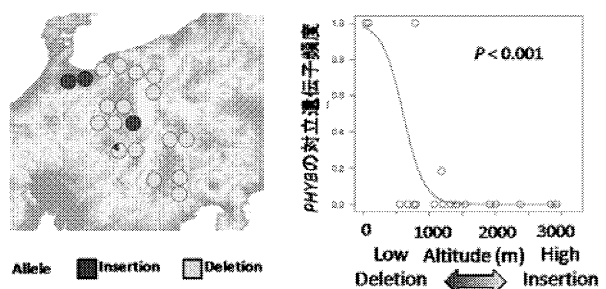 Allele Insertion Deletion
PHYBの対立遺伝子頻度
1.0
0.8
0.6
0.4
0.2
0.0
P < 0.001
0 1000 2000 3000
Low Altitude (m) High
Deletion Insertion